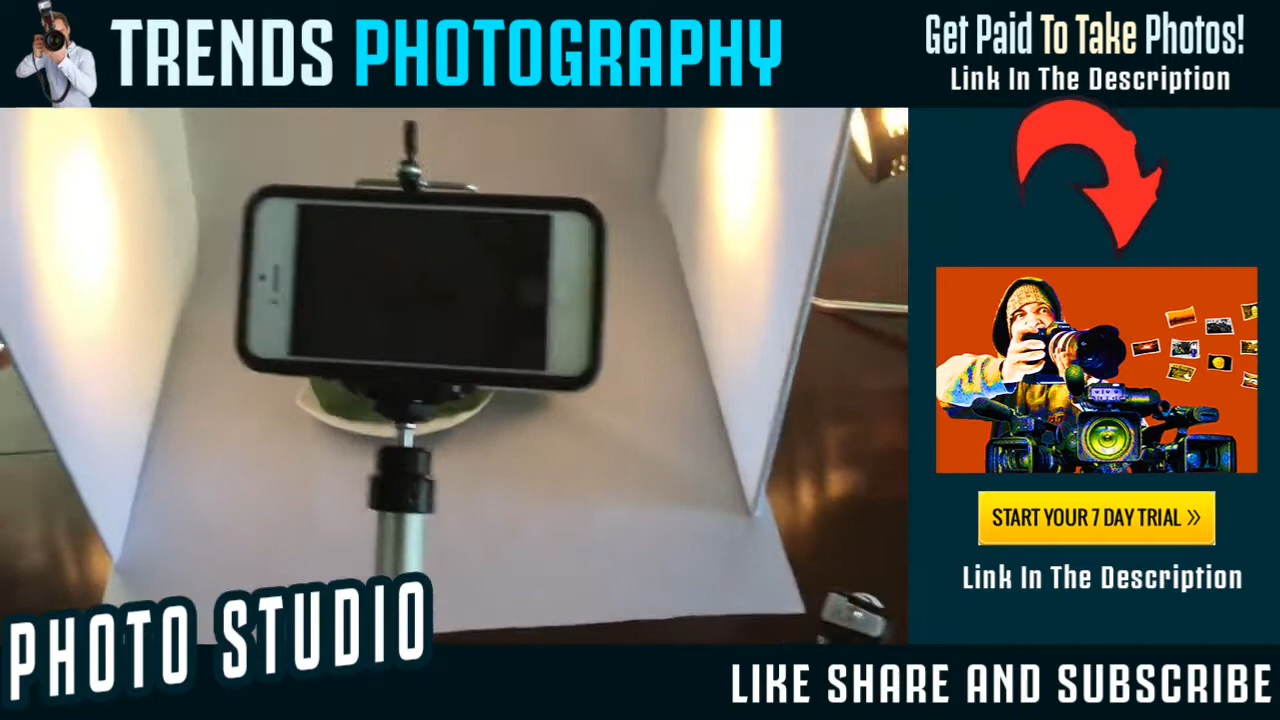 TRENDS PHOTOGRAPHY
Get Paid To Take Photos!
Link In The Description
START YOUR 7 DAY TRIAL »
Link In The Description
PHOTO STUDIO
LIKE SHARE AND SUBSCRIBE